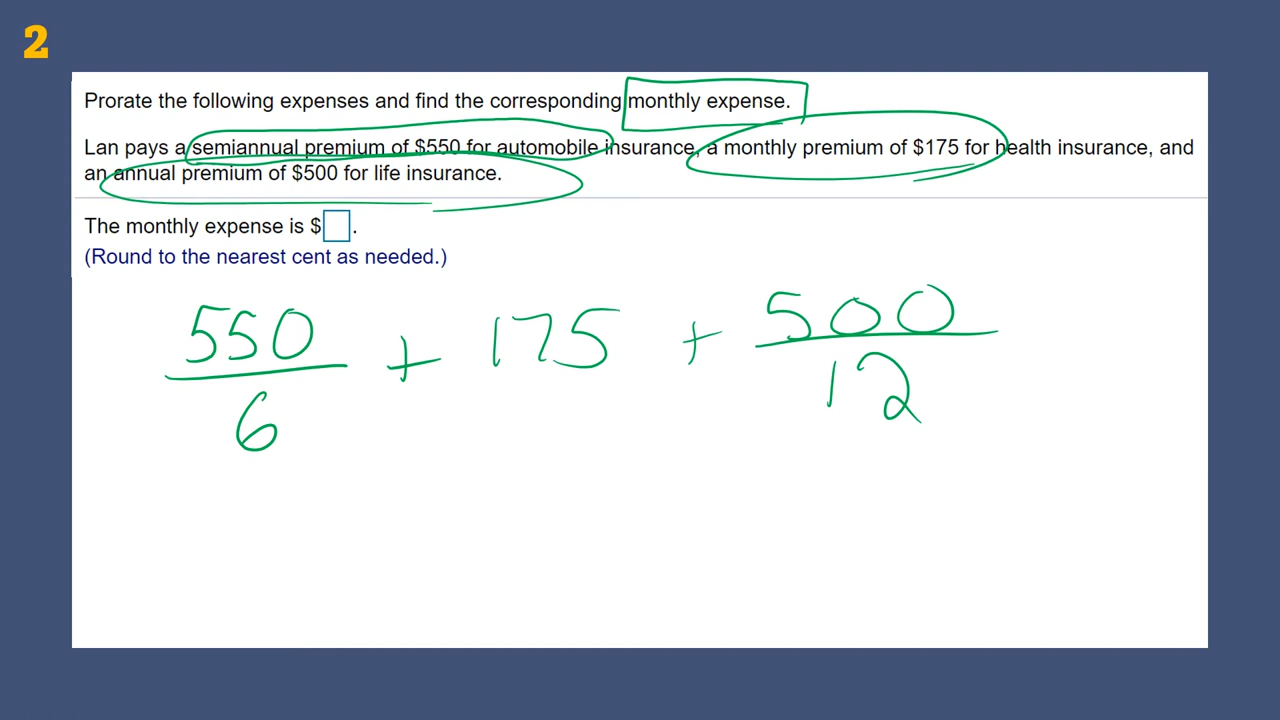 2
Prorate the following expenses and find the corresponding monthly expense.
Lan pays a semiannual premium of $550 for automobile insurance, a monthly premium of $175 for health insurance, and
an annual premium of $500 for life insurance.
The monthly expense is $ .
(Round to the nearest cent as needed.)
550 + 175 + 500
6 12